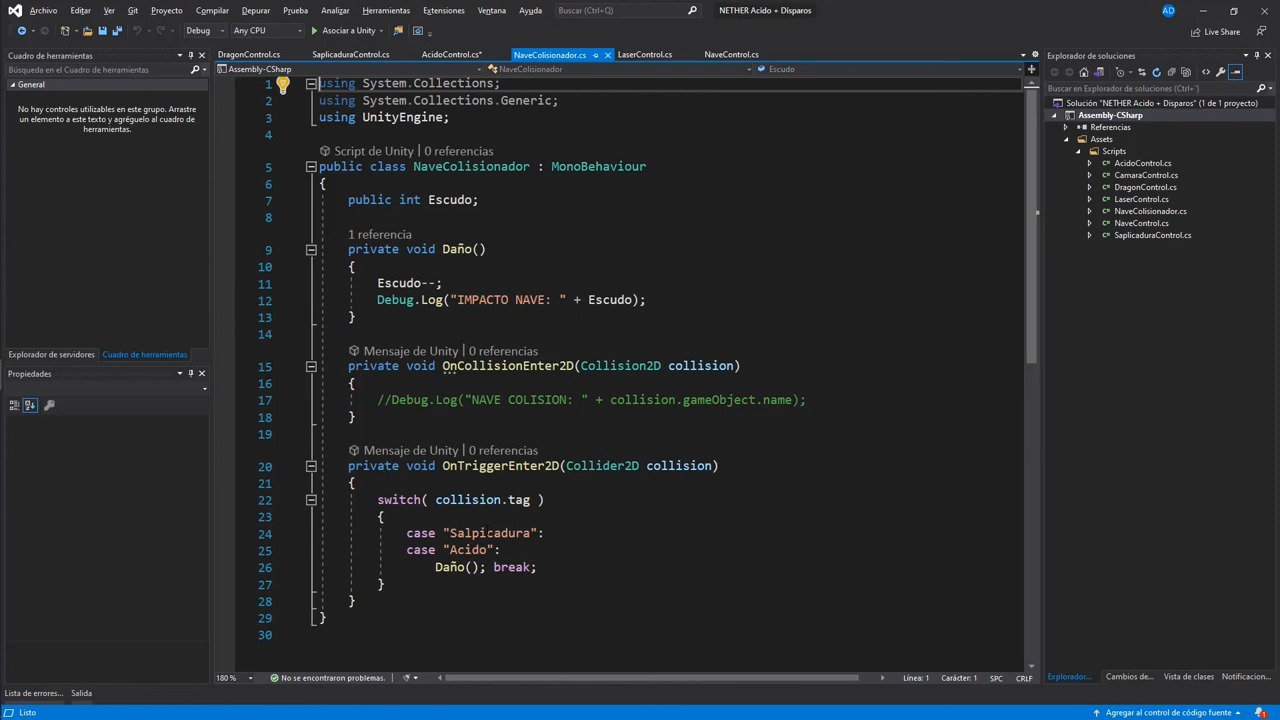 Archivo Editar Ver Git Proyecto Compilar Depurar Prueba Analizar Herramientas Extensiones Ventana Ayuda Buscar (Ctrl+Q) NETHER Acido + Disparos AD
Debug Any CPU Asociar a Unity Live Share
Cuadro de herramientas
Búsqueda en el Cuadro de herramientas
General
No hay controles utilizables en este grupo. Arrastre
un elemento a este texto y agréguelo al cuadro de
herramientas.
Explorador de servidores Cuadro de herramientas
Propiedades
DragonControl.cs SaplicaduraControl.cs AcidoControl.cs* NaveColisionador.cs LaserControl.cs NaveControl.cs
Assembly-CSharp NaveColisionador Escudo
1 using System.Collections;
2 using System.Collections.Generic;
3 using UnityEngine;
4
Script de Unity | 0 referencias
5 public class NaveColisionador : MonoBehaviour
6 {
7 public int Escudo;
8
1 referencia
9 private void Daño()
10 {
11 Escudo--;
12 Debug.Log("IMPACTO NAVE: " + Escudo);
13 }
14
Mensaje de Unity | 0 referencias
15 private void OnCollisionEnter2D(Collision2D collision)
16 {
17 //Debug.Log("NAVE COLISION: " + collision.gameObject.name);
18 }
19
Mensaje de Unity | 0 referencias
20 private void OnTriggerEnter2D(Collider2D collision)
21 {
22 switch( collision.tag )
23 {
24 case "Salpicadura":
25 case "Acido":
26 Daño(); break;
27 }
28 }
29 }
30
180 % No se encontraron problemas. Línea: 1 Carácter: 1 SPC CRLF
Explorador de soluciones
Buscar en Explorador de soluciones (Ctrl+')
Solución "NETHER Acido + Disparos" (1 de 1 proyecto)
Assembly-CSharp
Referencias
Assets
Scripts
AcidoControl.cs
CamaraControl.cs
DragonControl.cs
LaserControl.cs
NaveColisionador.cs
NaveControl.cs
SaplicaduraControl.cs
Explorador... Cambios de... Vista de clases Notificacion...
Lista de errores... Salida
Listo Agregar al control de código fuente 1